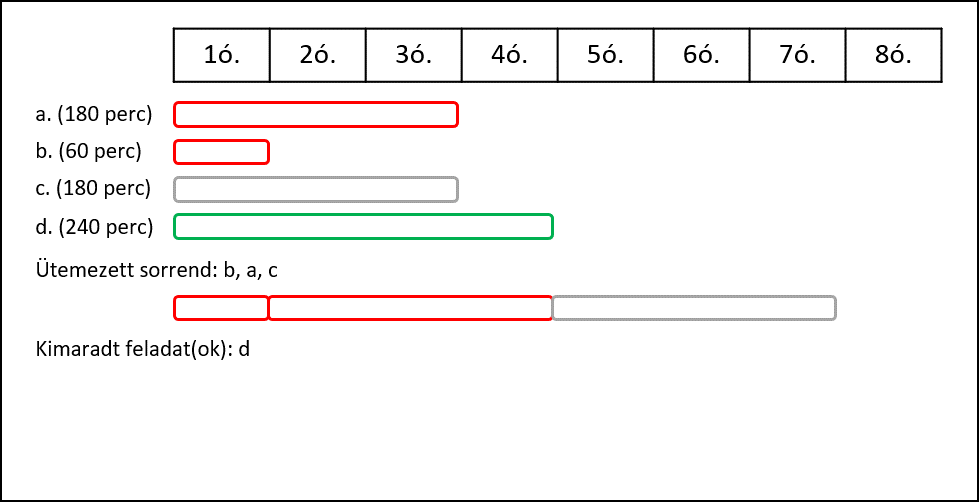 1ó. 2ó. 3ó. 4ó. 5ó. 6ó. 7ó. 8ó.
a. (180 perc)
b. (60 perc)
c. (180 perc)
d. (240 perc)
Ütemezett sorrend: b, a, c
Kimaradt feladat(ok): d